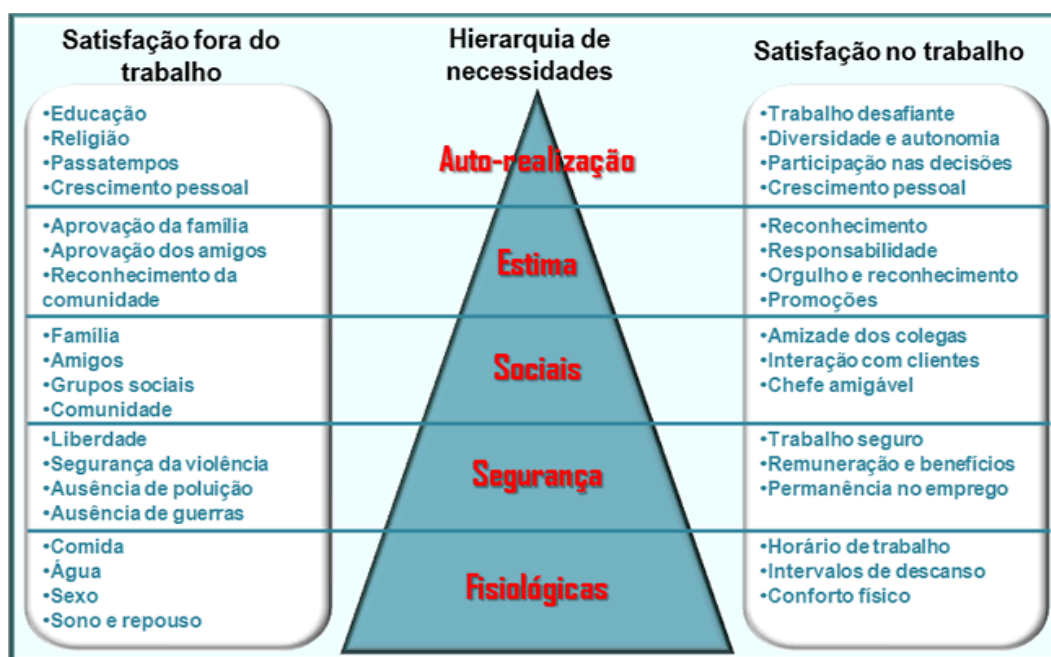 Satisfação fora do
trabalho
Hierarquia de
necessidades
Satisfação no trabalho
•Educação
•Religião
•Passatempos
•Crescimento pessoal
Auto-realização
•Trabalho desafiante
•Diversidade e autonomia
•Participação nas decisões
•Crescimento pessoal
•Aprovação da família
•Aprovação dos amigos
•Reconhecimento da
comunidade
Estima
•Reconhecimento
•Responsabilidade
•Orgulho e reconhecimento
•Promoções
•Família
•Amigos
•Grupos sociais
•Comunidade
Sociais
•Amizade dos colegas
•Interação com clientes
•Chefe amigável
•Liberdade
•Segurança da violência
•Ausência de poluição
•Ausência de guerras
Segurança
•Trabalho seguro
•Remuneração e benefícios
•Permanência no emprego
•Comida
•Água
•Sexo
•Sono e repouso
Fisiológicas
•Horário de trabalho
•Intervalos de descanso
•Conforto físico